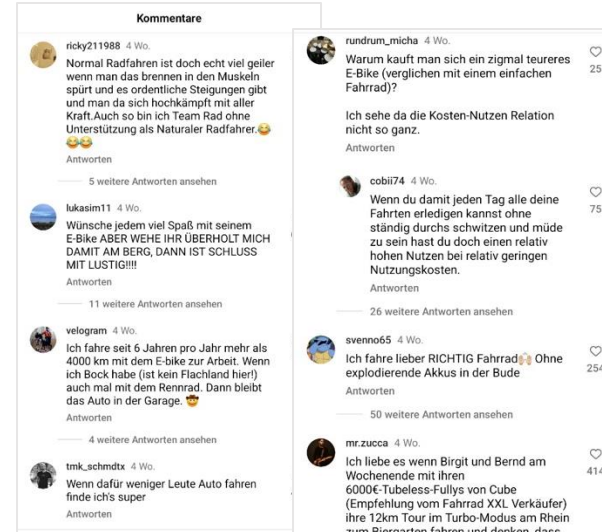 Kommentare
ricky211988 4 Wo.
Normal Radfahren ist doch echt viel geiler
wenn man das brennen in den Muskeln
spürt und es ordentliche Steigungen gibt
und man da sich hochkämpft mit aller
Kraft.Auch so bin ich Team Rad ohne
Unterstützung als Naturaler Radfahrer.😂
😂😂
Antworten
5 weitere Antworten ansehen
lukasim11 4 Wo.
Wünsche jedem viel Spaß mit seinem
E-Bike ABER WEHE IHR ÜBERHOLT MICH
DAMIT AM BERG, DANN IST SCHLUSS
MIT LUSTIG!!!!
Antworten
11 weitere Antworten ansehen
velogram 4 Wo.
Ich fahre seit 6 Jahren pro Jahr mehr als
4000 km mit dem E-bike zur Arbeit. Wenn
ich Bock habe (ist kein Flachland hier!)
auch mal mit dem Rennrad. Dann bleibt
das Auto in der Garage. 🤠
Antworten
4 weitere Antworten ansehen
tmk_schmdtx 4 Wo.
Wenn dafür weniger Leute Auto fahren
finde ich's super
Antworten
rundrum_micha 4 Wo.
Warum kauft man sich ein zigmal teureres
E-Bike (verglichen mit einem einfachen
Fahrrad)?
25
Ich sehe da die Kosten-Nutzen Relation
nicht so ganz.
Antworten
cobii74 4 Wo.
Wenn du damit jeden Tag alle deine
Fahrten erledigen kannst ohne
ständig durchs schwitzen und müde
zu sein hast du doch einen relativ
hohen Nutzen bei relativ geringen
Nutzungskosten.
75
Antworten
26 weitere Antworten ansehen
svenno65 4 Wo.
Ich fahre lieber RICHTIG Fahrrad🙌🏻 Ohne
explodierende Akkus in der Bude
254
Antworten
50 weitere Antworten ansehen
mr.zucca 4 Wo.
Ich liebe es wenn Birgit und Bernd am
Wochenende mit ihren
6000€-Tubeless-Fullys von Cube
(Empfehlung vom Fahrrad XXL Verkäufer)
ihre 12km Tour im Turbo-Modus am Rhein
zum Biergarten fahren und denken, dass
414